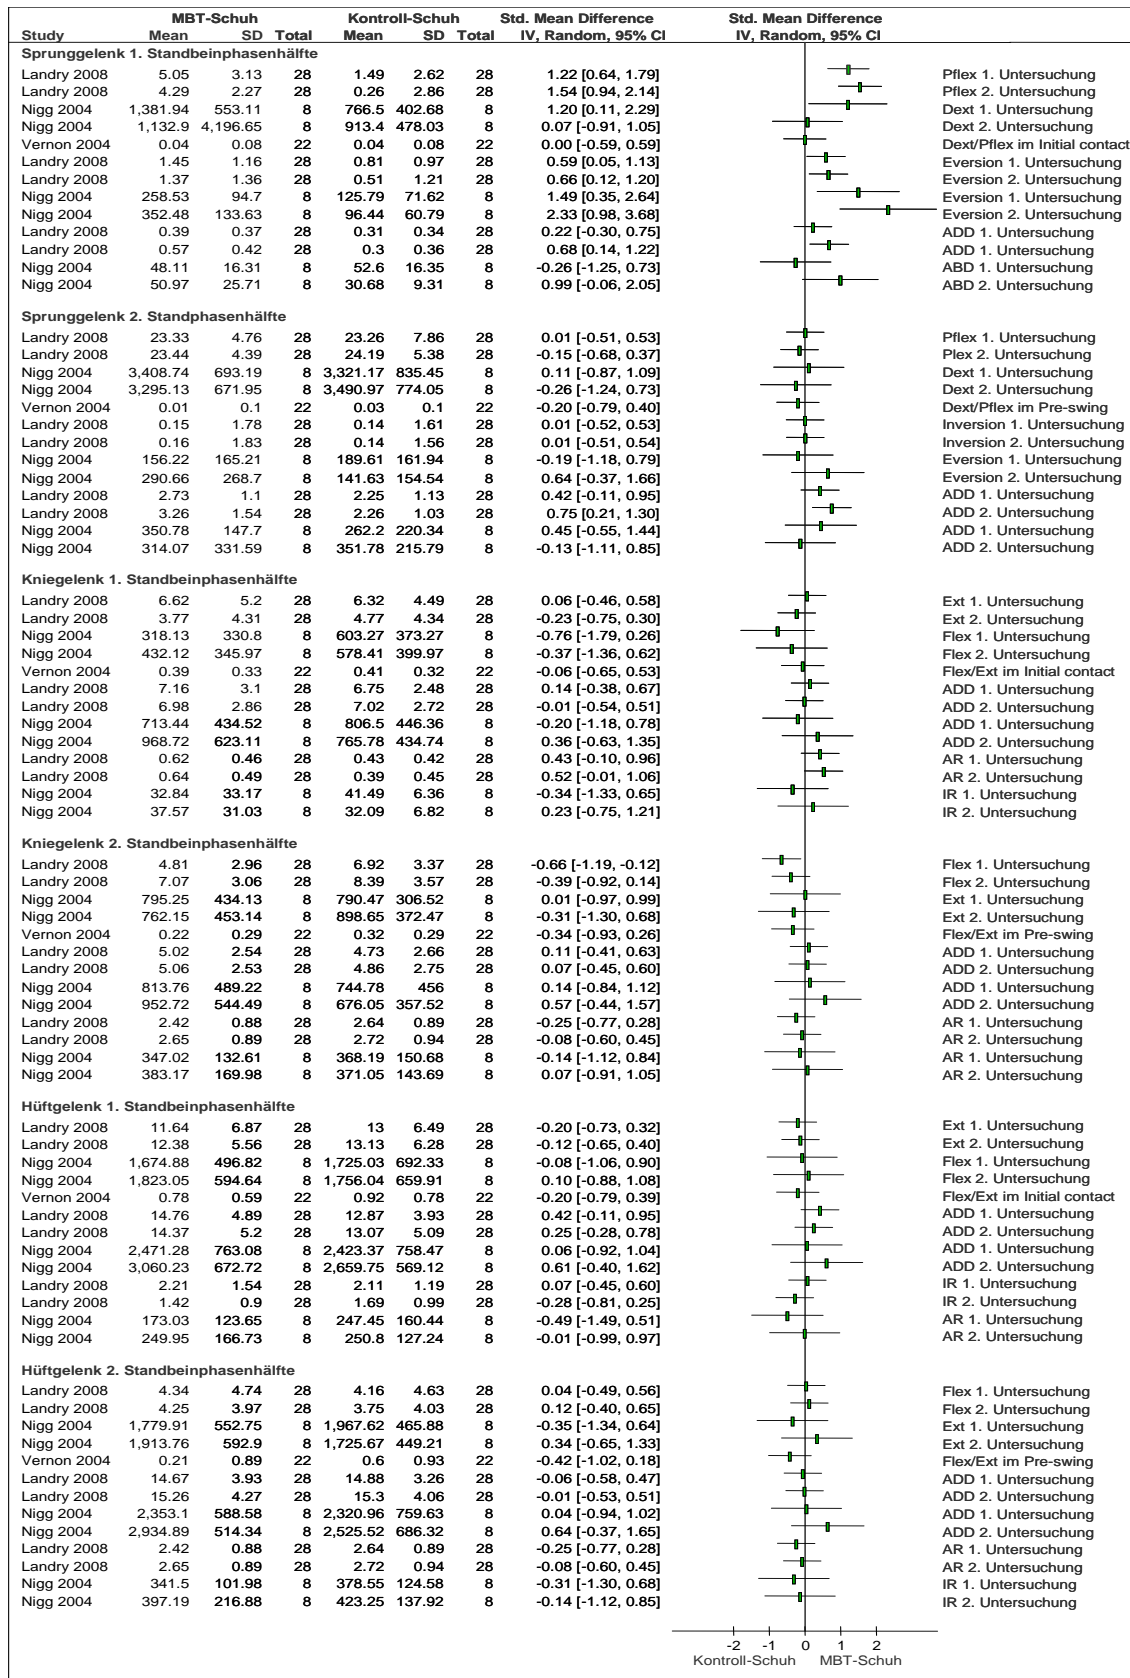 MBT-Schuh Kontroll-Schuh Std. Mean Difference Std. Mean Difference
Study Mean SD Total Mean SD Total IV, Random, 95% CI IV, Random, 95% CI
Sprunggelenk 1. Standbeinphasenhälfte
Landry 2008 5.05 3.13 28 1.49 2.62 28 1.22 [0.64, 1.79] Pflex 1. Untersuchung
Landry 2008 4.29 2.27 28 0.26 2.86 28 1.54 [0.94, 2.14] Pflex 2. Untersuchung
Nigg 2004 1,381.94 553.11 8 766.5 402.68 8 1.20 [0.11, 2.29] Dext 1. Untersuchung
Nigg 2004 1,132.9 4,196.65 8 913.4 478.03 8 0.07 [-0.91, 1.05] Dext 2. Untersuchung
Vernon 2004 0.04 0.08 22 0.04 0.08 22 0.00 [-0.59, 0.59] Dext/Pflex im Initial contact
Landry 2008 1.45 1.16 28 0.81 0.97 28 0.59 [0.05, 1.13] Eversion 1. Untersuchung
Landry 2008 1.37 1.36 28 0.51 1.21 28 0.66 [0.12, 1.20] Eversion 2. Untersuchung
Nigg 2004 258.53 94.7 8 125.79 71.62 8 1.49 [0.35, 2.64] Eversion 1. Untersuchung
Nigg 2004 352.48 133.63 8 96.44 60.79 8 2.33 [0.98, 3.68] Eversion 2. Untersuchung
Landry 2008 0.39 0.37 28 0.31 0.34 28 0.22 [-0.30, 0.75] ADD 1. Untersuchung
Landry 2008 0.57 0.42 28 0.3 0.36 28 0.68 [0.14, 1.22] ADD 1. Untersuchung
Nigg 2004 48.11 16.31 8 52.6 16.35 8 -0.26 [-1.25, 0.73] ABD 1. Untersuchung
Nigg 2004 50.97 25.71 8 30.68 9.31 8 0.99 [-0.06, 2.05] ABD 2. Untersuchung
Sprunggelenk 2. Standphasenhälfte
Landry 2008 23.33 4.76 28 23.26 7.86 28 0.01 [-0.51, 0.53] Pflex 1. Untersuchung
Landry 2008 23.44 4.39 28 24.19 5.38 28 -0.15 [-0.68, 0.37] Plex 2. Untersuchung
Nigg 2004 3,408.74 693.19 8 3,321.17 835.45 8 0.11 [-0.87, 1.09] Dext 1. Untersuchung
Nigg 2004 3,295.13 671.95 8 3,490.97 774.05 8 -0.26 [-1.24, 0.73] Dext 2. Untersuchung
Vernon 2004 0.01 0.1 22 0.03 0.1 22 -0.20 [-0.79, 0.40] Dext/Pflex im Pre-swing
Landry 2008 0.15 1.78 28 0.14 1.61 28 0.01 [-0.52, 0.53] Inversion 1. Untersuchung
Landry 2008 0.16 1.83 28 0.14 1.56 28 0.01 [-0.51, 0.54] Inversion 2. Untersuchung
Nigg 2004 156.22 165.21 8 189.61 161.94 8 -0.19 [-1.18, 0.79] Eversion 1. Untersuchung
Nigg 2004 290.66 268.7 8 141.63 154.54 8 0.64 [-0.37, 1.66] Eversion 2. Untersuchung
Landry 2008 2.73 1.1 28 2.25 1.13 28 0.42 [-0.11, 0.95] ADD 1. Untersuchung
Landry 2008 3.26 1.54 28 2.26 1.03 28 0.75 [0.21, 1.30] ADD 2. Untersuchung
Nigg 2004 350.78 147.7 8 262.2 220.34 8 0.45 [-0.55, 1.44] ADD 1. Untersuchung
Nigg 2004 314.07 331.59 8 351.78 215.79 8 -0.13 [-1.11, 0.85] ADD 2. Untersuchung
Kniegelenk 1. Standbeinphasenhälfte
Landry 2008 6.62 5.2 28 6.32 4.49 28 0.06 [-0.46, 0.58] Ext 1. Untersuchung
Landry 2008 3.77 4.31 28 4.77 4.34 28 -0.23 [-0.75, 0.30] Ext 2. Untersuchung
Nigg 2004 318.13 330.8 8 603.27 373.27 8 -0.76 [-1.79, 0.26] Flex 1. Untersuchung
Nigg 2004 432.12 345.97 8 578.41 399.97 8 -0.37 [-1.36, 0.62] Flex 2. Untersuchung
Vernon 2004 0.39 0.33 22 0.41 0.32 22 -0.06 [-0.65, 0.53] Flex/Ext im Initial contact
Landry 2008 7.16 3.1 28 6.75 2.48 28 0.14 [-0.38, 0.67] ADD 1. Untersuchung
Landry 2008 6.98 2.86 28 7.02 2.72 28 -0.01 [-0.54, 0.51] ADD 2. Untersuchung
Nigg 2004 713.44 434.52 8 806.5 446.36 8 -0.20 [-1.18, 0.78] ADD 1. Untersuchung
Nigg 2004 968.72 623.11 8 765.78 434.74 8 0.36 [-0.63, 1.35] ADD 2. Untersuchung
Landry 2008 0.62 0.46 28 0.43 0.42 28 0.43 [-0.10, 0.96] AR 1. Untersuchung
Landry 2008 0.64 0.49 28 0.39 0.45 28 0.52 [-0.01, 1.06] AR 2. Untersuchung
Nigg 2004 32.84 33.17 8 41.49 6.36 8 -0.34 [-1.33, 0.65] IR 1. Untersuchung
Nigg 2004 37.57 31.03 8 32.09 6.82 8 0.23 [-0.75, 1.21] IR 2. Untersuchung
Kniegelenk 2. Standbeinphasenhälfte
Landry 2008 4.81 2.96 28 6.92 3.37 28 -0.66 [-1.19, -0.12] Flex 1. Untersuchung
Landry 2008 7.07 3.06 28 8.39 3.57 28 -0.39 [-0.92, 0.14] Flex 2. Untersuchung
Nigg 2004 795.25 434.13 8 790.47 306.52 8 0.01 [-0.97, 0.99] Ext 1. Untersuchung
Nigg 2004 762.15 453.14 8 898.65 372.47 8 -0.31 [-1.30, 0.68] Ext 2. Untersuchung
Vernon 2004 0.22 0.29 22 0.32 0.29 22 -0.34 [-0.93, 0.26] Flex/Ext im Pre-swing
Landry 2008 5.02 2.54 28 4.73 2.66 28 0.11 [-0.41, 0.63] ADD 1. Untersuchung
Landry 2008 5.06 2.53 28 4.86 2.75 28 0.07 [-0.45, 0.60] ADD 2. Untersuchung
Nigg 2004 813.76 489.22 8 744.78 456 8 0.14 [-0.84, 1.12] ADD 1. Untersuchung
Nigg 2004 952.72 544.49 8 676.05 357.52 8 0.57 [-0.44, 1.57] ADD 2. Untersuchung
Landry 2008 2.42 0.88 28 2.64 0.89 28 -0.25 [-0.77, 0.28] AR 1. Untersuchung
Landry 2008 2.65 0.89 28 2.72 0.94 28 -0.08 [-0.60, 0.45] AR 2. Untersuchung
Nigg 2004 347.02 132.61 8 368.19 150.68 8 -0.14 [-1.12, 0.84] AR 1. Untersuchung
Nigg 2004 383.17 169.98 8 371.05 143.69 8 0.07 [-0.91, 1.05] AR 2. Untersuchung
Hüftgelenk 1. Standbeinphasenhälfte
Landry 2008 11.64 6.87 28 13 6.49 28 -0.20 [-0.73, 0.32] Ext 1. Untersuchung
Landry 2008 12.38 5.56 28 13.13 6.28 28 -0.12 [-0.65, 0.40] Ext 2. Untersuchung
Nigg 2004 1,674.88 496.82 8 1,725.03 692.33 8 -0.08 [-1.06, 0.90] Flex 1. Untersuchung
Nigg 2004 1,823.05 594.64 8 1,756.04 659.91 8 0.10 [-0.88, 1.08] Flex 2. Untersuchung
Vernon 2004 0.78 0.59 22 0.92 0.78 22 -0.20 [-0.79, 0.39] Flex/Ext im Initial contact
Landry 2008 14.76 4.89 28 12.87 3.93 28 0.42 [-0.11, 0.95] ADD 1. Untersuchung
Landry 2008 14.37 5.2 28 13.07 5.09 28 0.25 [-0.28, 0.78] ADD 2. Untersuchung
Nigg 2004 2,471.28 763.08 8 2,423.37 758.47 8 0.06 [-0.92, 1.04] ADD 1. Untersuchung
Nigg 2004 3,060.23 672.72 8 2,659.75 569.12 8 0.61 [-0.40, 1.62] ADD 2. Untersuchung
Landry 2008 2.21 1.54 28 2.11 1.19 28 0.07 [-0.45, 0.60] IR 1. Untersuchung
Landry 2008 1.42 0.9 28 1.69 0.99 28 -0.28 [-0.81, 0.25] IR 2. Untersuchung
Nigg 2004 173.03 123.65 8 247.45 160.44 8 -0.49 [-1.49, 0.51] AR 1. Untersuchung
Nigg 2004 249.95 166.73 8 250.8 127.24 8 -0.01 [-0.99, 0.97] AR 2. Untersuchung
Hüftgelenk 2. Standbeinphasenhälfte
Landry 2008 4.34 4.74 28 4.16 4.63 28 0.04 [-0.49, 0.56] Flex 1. Untersuchung
Landry 2008 4.25 3.97 28 3.75 4.03 28 0.12 [-0.40, 0.65] Flex 2. Untersuchung
Nigg 2004 1,779.91 552.75 8 1,967.62 465.88 8 -0.35 [-1.34, 0.64] Ext 1. Untersuchung
Nigg 2004 1,913.76 592.9 8 1,725.67 449.21 8 0.34 [-0.65, 1.33] Ext 2. Untersuchung
Vernon 2004 0.21 0.89 22 0.6 0.93 22 -0.42 [-1.02, 0.18] Flex/Ext im Pre-swing
Landry 2008 14.67 3.93 28 14.88 3.26 28 -0.06 [-0.58, 0.47] ADD 1. Untersuchung
Landry 2008 15.26 4.27 28 15.3 4.06 28 -0.01 [-0.53, 0.51] ADD 2. Untersuchung
Nigg 2004 2,353.1 588.58 8 2,320.96 759.63 8 0.04 [-0.94, 1.02] ADD 1. Untersuchung
Nigg 2004 2,934.89 514.34 8 2,525.52 686.32 8 0.64 [-0.37, 1.65] ADD 2. Untersuchung
Landry 2008 2.42 0.88 28 2.64 0.89 28 -0.25 [-0.77, 0.28] AR 1. Untersuchung
Landry 2008 2.65 0.89 28 2.72 0.94 28 -0.08 [-0.60, 0.45] AR 2. Untersuchung
Nigg 2004 341.5 101.98 8 378.55 124.58 8 -0.31 [-1.30, 0.68] IR 1. Untersuchung
Nigg 2004 397.19 216.88 8 423.25 137.92 8 -0.14 [-1.12, 0.85] IR 2. Untersuchung
-2 -1 0 1 2
Kontroll-Schuh MBT-Schuh